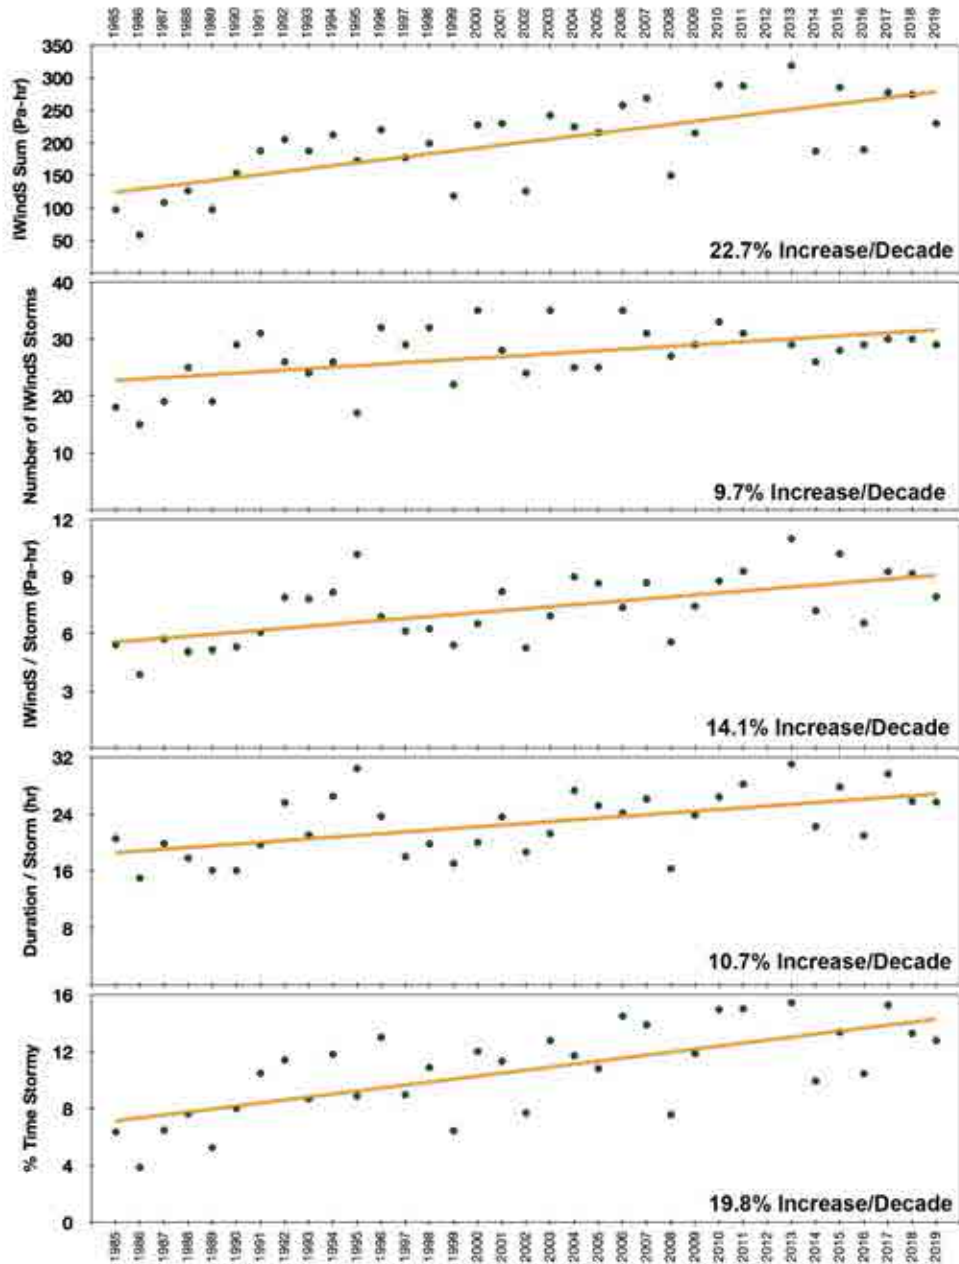 1985 1986 1987 1988 1989 1990 1991 1992 1993 1994 1995 1996 1997 1998 1999 2000 2001 2002 2003 2004 2005 2006 2007 2008 2009 2010 2011 2012 2013 2014 2015 2016 2017 2018 2019
IWindS Sum (Pa-hr)
350
300
250
200
150
100
50
22.7% Increase/Decade
Number of IWindS Storms
40
30
20
10
9.7% Increase/Decade
IWindS / Storm (Pa-hr)
12
9
6
3
14.1% Increase/Decade
Duration / Storm (hr)
32
24
16
8
10.7% Increase/Decade
% Time Stormy
16
12
8
4
0
19.8% Increase/Decade
1985 1986 1987 1988 1989 1990 1991 1992 1993 1994 1995 1996 1997 1998 1999 2000 2001 2002 2003 2004 2005 2006 2007 2008 2009 2010 2011 2012 2013 2014 2015 2016 2017 2018 2019